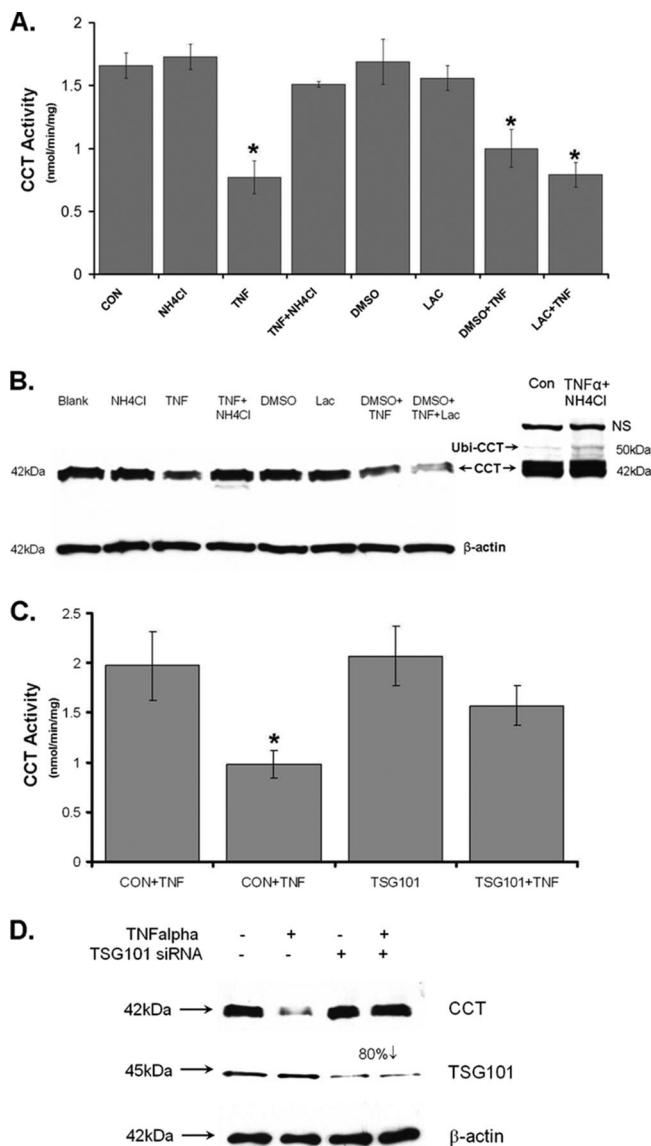 A.
CCT Activity
(nmol/min/mg)
2
1.5
1
0.5
0
* * *
CON NH4Cl TNF TNF+NH4Cl DMSO LAC DMSO+TNF LAC+TNF
B.
Blank NH4Cl TNF TNF+ NH4Cl DMSO Lac DMSO+ TNF DMSO+ TNF+Lac
Con TNFα+ NH4Cl
NS
Ubi-CCT→ 50kDa
42kDa ←CCT→ 42kDa
42kDa β-actin
C.
CCT Activity
(nmol/min/mg)
2.5
2
1.5
1
0.5
0
*
CON+TNF CON+TNF TSG101 TSG101+TNF
D.
TNFalpha - + - +
TSG101 siRNA - - + +
42kDa → CCT
80%↓
45kDa → TSG101
42kDa → β-actin